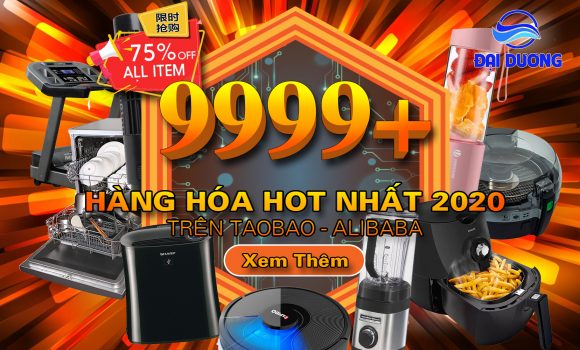 限时
抢购
75% OFF
ALL ITEM
ĐẠI DƯƠNG
9999+
HÀNG HÓA HOT NHẤT 2020
TRÊN TAOBAO - ALIBABA
Xem Thêm
SHARP